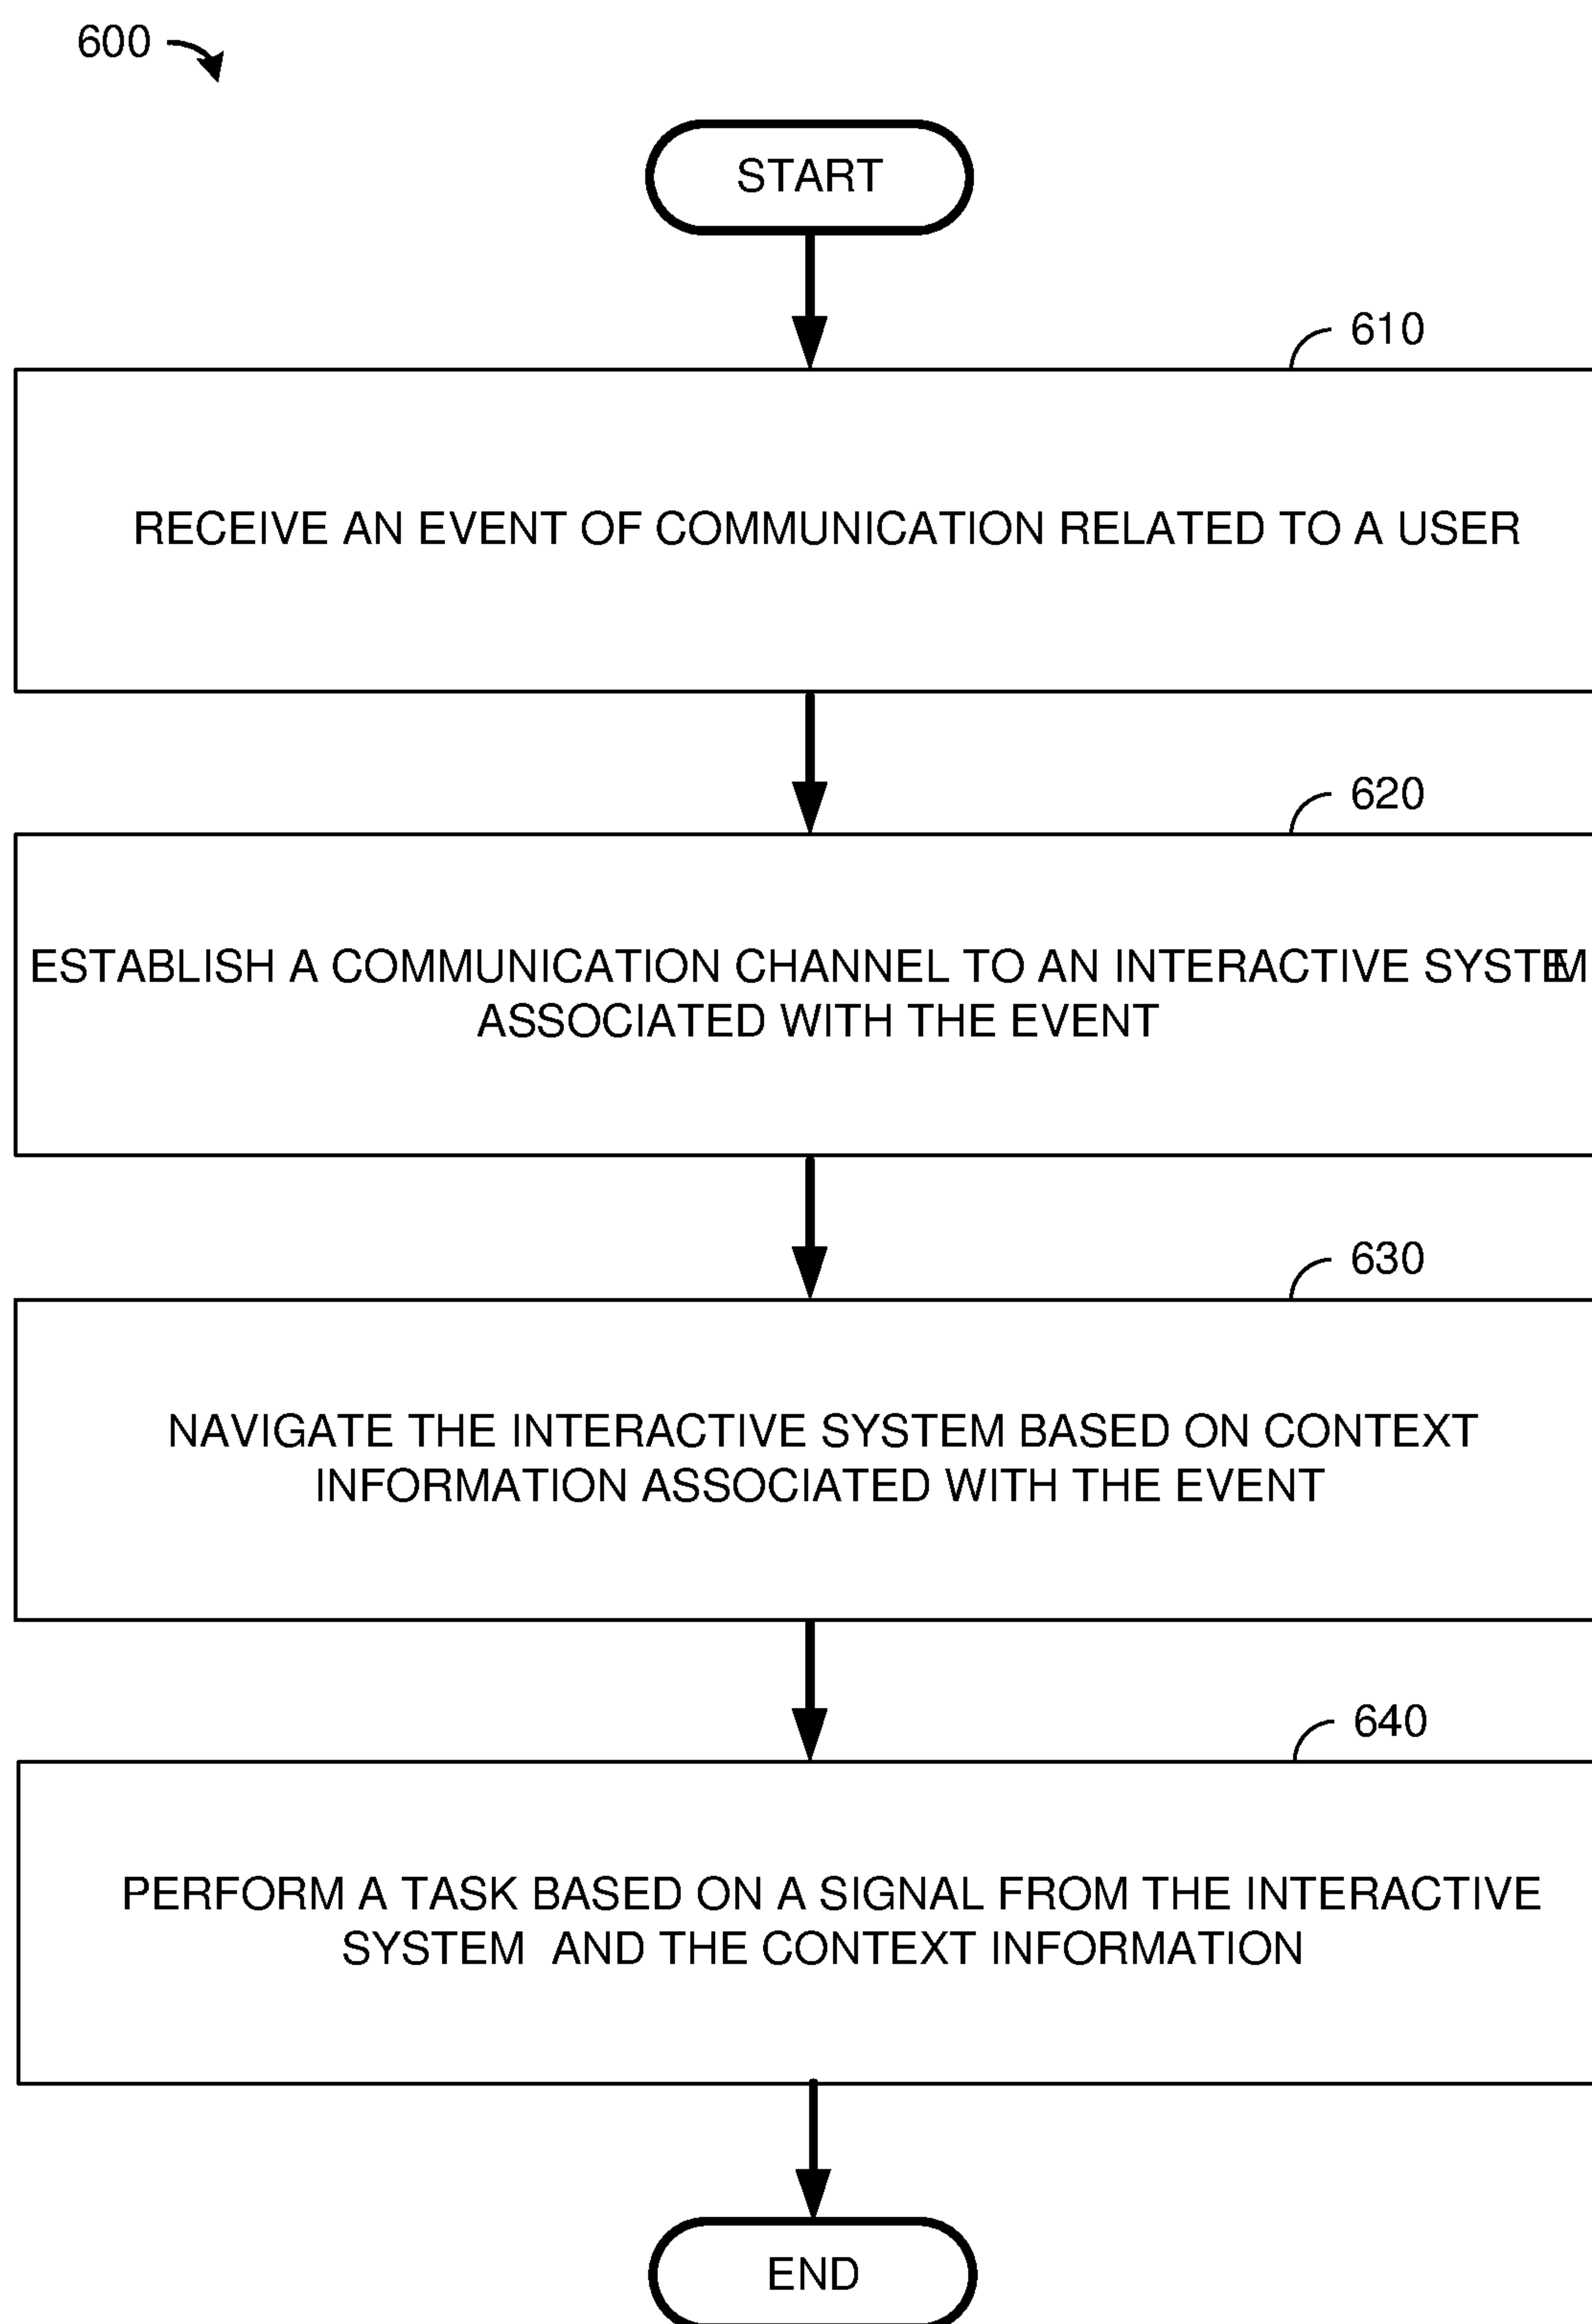 600
START
610
RECEIVE AN EVENT OF COMMUNICATION RELATED TO A USER
620
ESTABLISH A COMMUNICATION CHANNEL TO AN INTERACTIVE SYSTEM
ASSOCIATED WITH THE EVENT
630
NAVIGATE THE INTERACTIVE SYSTEM BASED ON CONTEXT
INFORMATION ASSOCIATED WITH THE EVENT
640
PERFORM A TASK BASED ON A SIGNAL FROM THE INTERACTIVE
SYSTEM AND THE CONTEXT INFORMATION
END